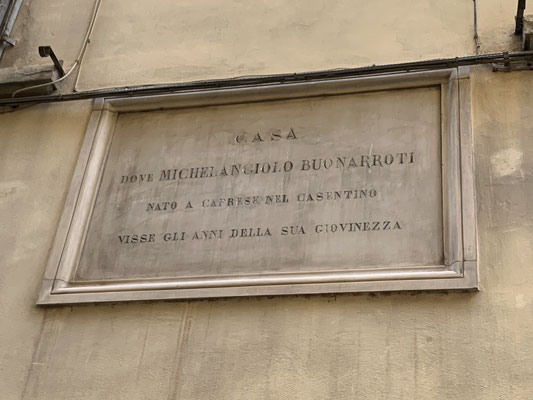 CASA
DOVE MICHELANGIOLO BUONARROTI
NATO A CAPRESE NEL CASENTINO
VISSE GLI ANNI DELLA SUA GIOVINEZZA